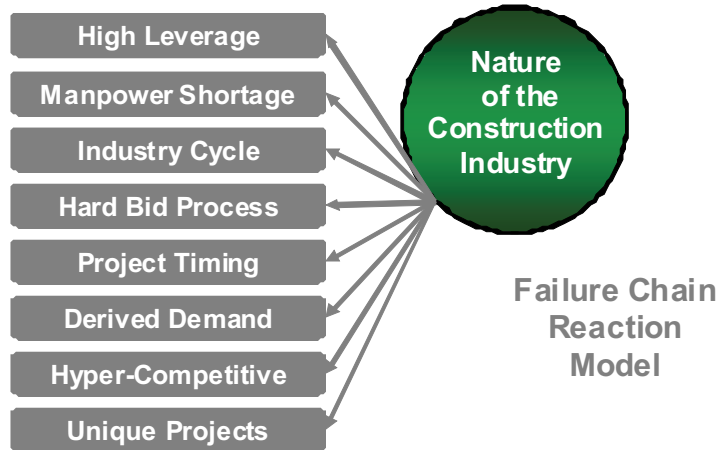 High Leverage
Manpower Shortage
Industry Cycle
Hard Bid Process
Project Timing
Derived Demand
Hyper-Competitive
Unique Projects
Nature
of the
Construction
Industry
Failure Chain
Reaction
Model